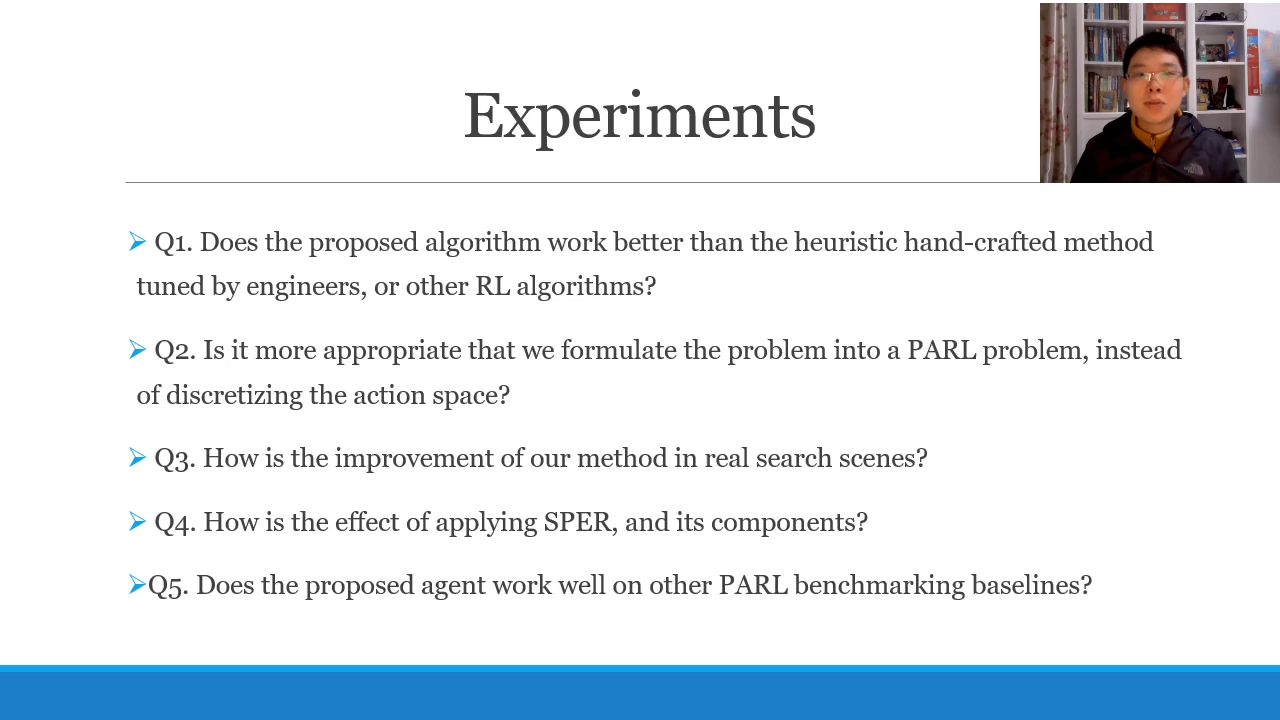 Experiments
Q1. Does the proposed algorithm work better than the heuristic hand-crafted method
tuned by engineers, or other RL algorithms?
Q2. Is it more appropriate that we formulate the problem into a PARL problem, instead
of discretizing the action space?
Q3. How is the improvement of our method in real search scenes?
Q4. How is the effect of applying SPER, and its components?
Q5. Does the proposed agent work well on other PARL benchmarking baselines?